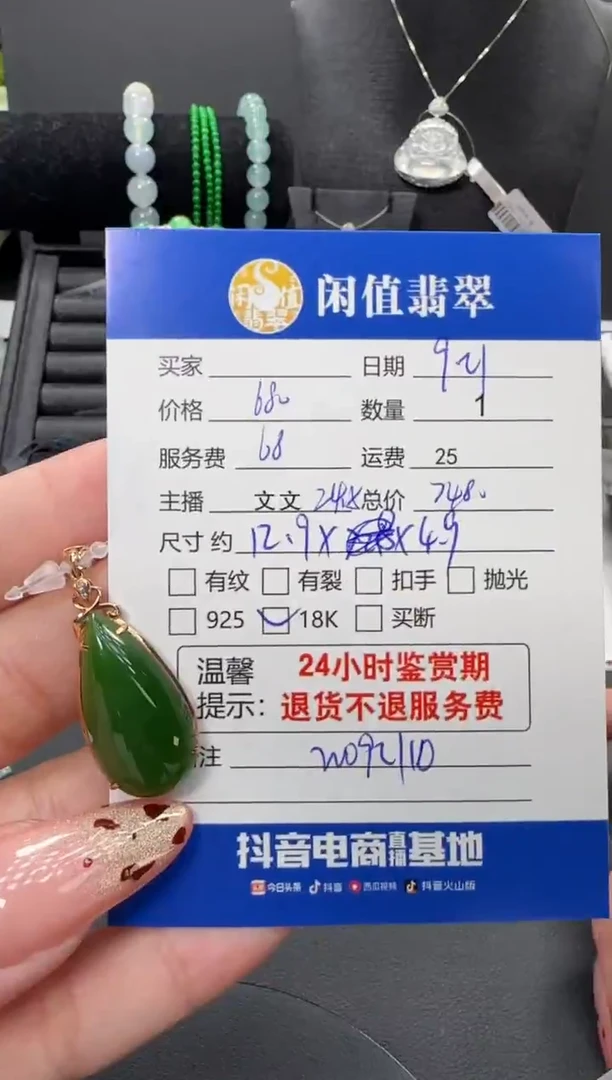 闲值翡翠
买家 日期 9.21
价格 680 数量 1
服务费 68 运费 25
主播 文文 总价 748.
尺寸 约 12.9X X4.9
有纹 有裂 扣手 抛光
925 18K 买断
温馨 24小时鉴赏期
提示: 退货不退服务费
注
抖音电商直播基地
今日头条 抖音 西瓜视频 抖音火山版